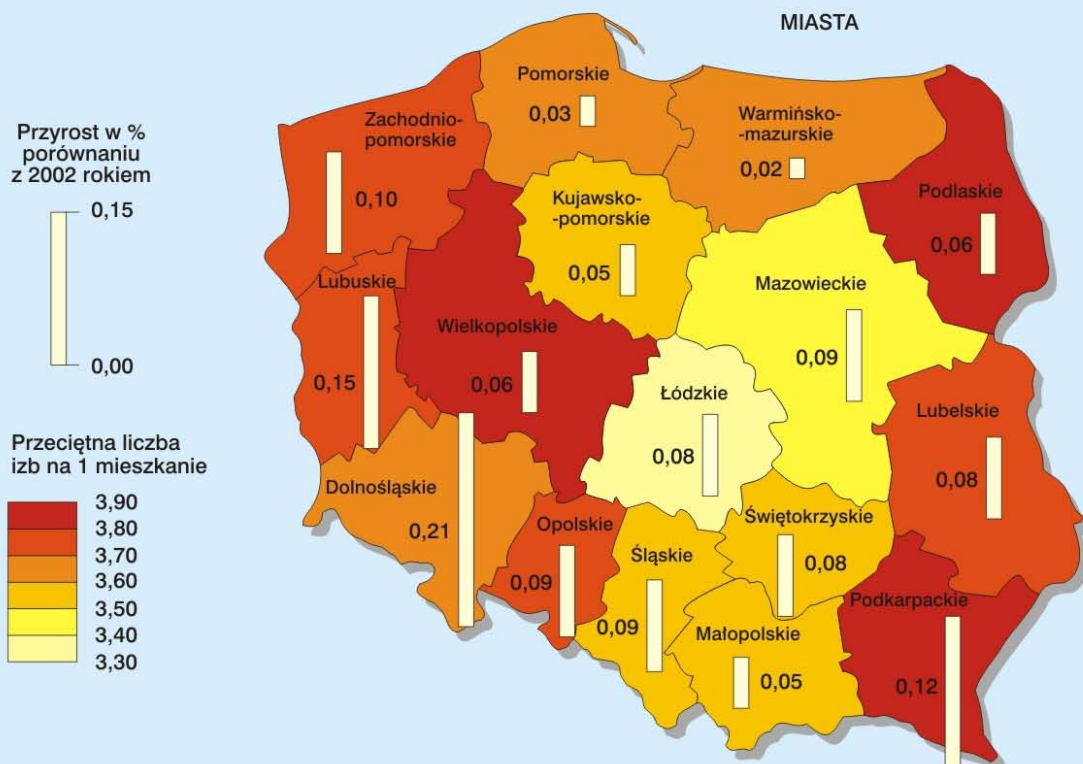 MIASTA
Przyrost w %
porównaniu
z 2002 rokiem
0,15
0,00
Przeciętna liczba
izb na 1 mieszkanie
3,90
3,80
3,70
3,60
3,50
3,40
3,30
Pomorskie
0,03
Zachodnio-
pomorskie
0,10
Warmińsko-
-mazurskie
0,02
Podlaskie
0,06
Kujawsko-
-pomorskie
0,05
Lubuskie
0,15
Wielkopolskie
0,06
Mazowieckie
0,09
Łódzkie
0,08
Lubelskie
0,08
Dolnośląskie
0,21
Opolskie
0,09
Śląskie
0,09
Świętokrzyskie
0,08
Małopolskie
0,05
Podkarpackie
0,12